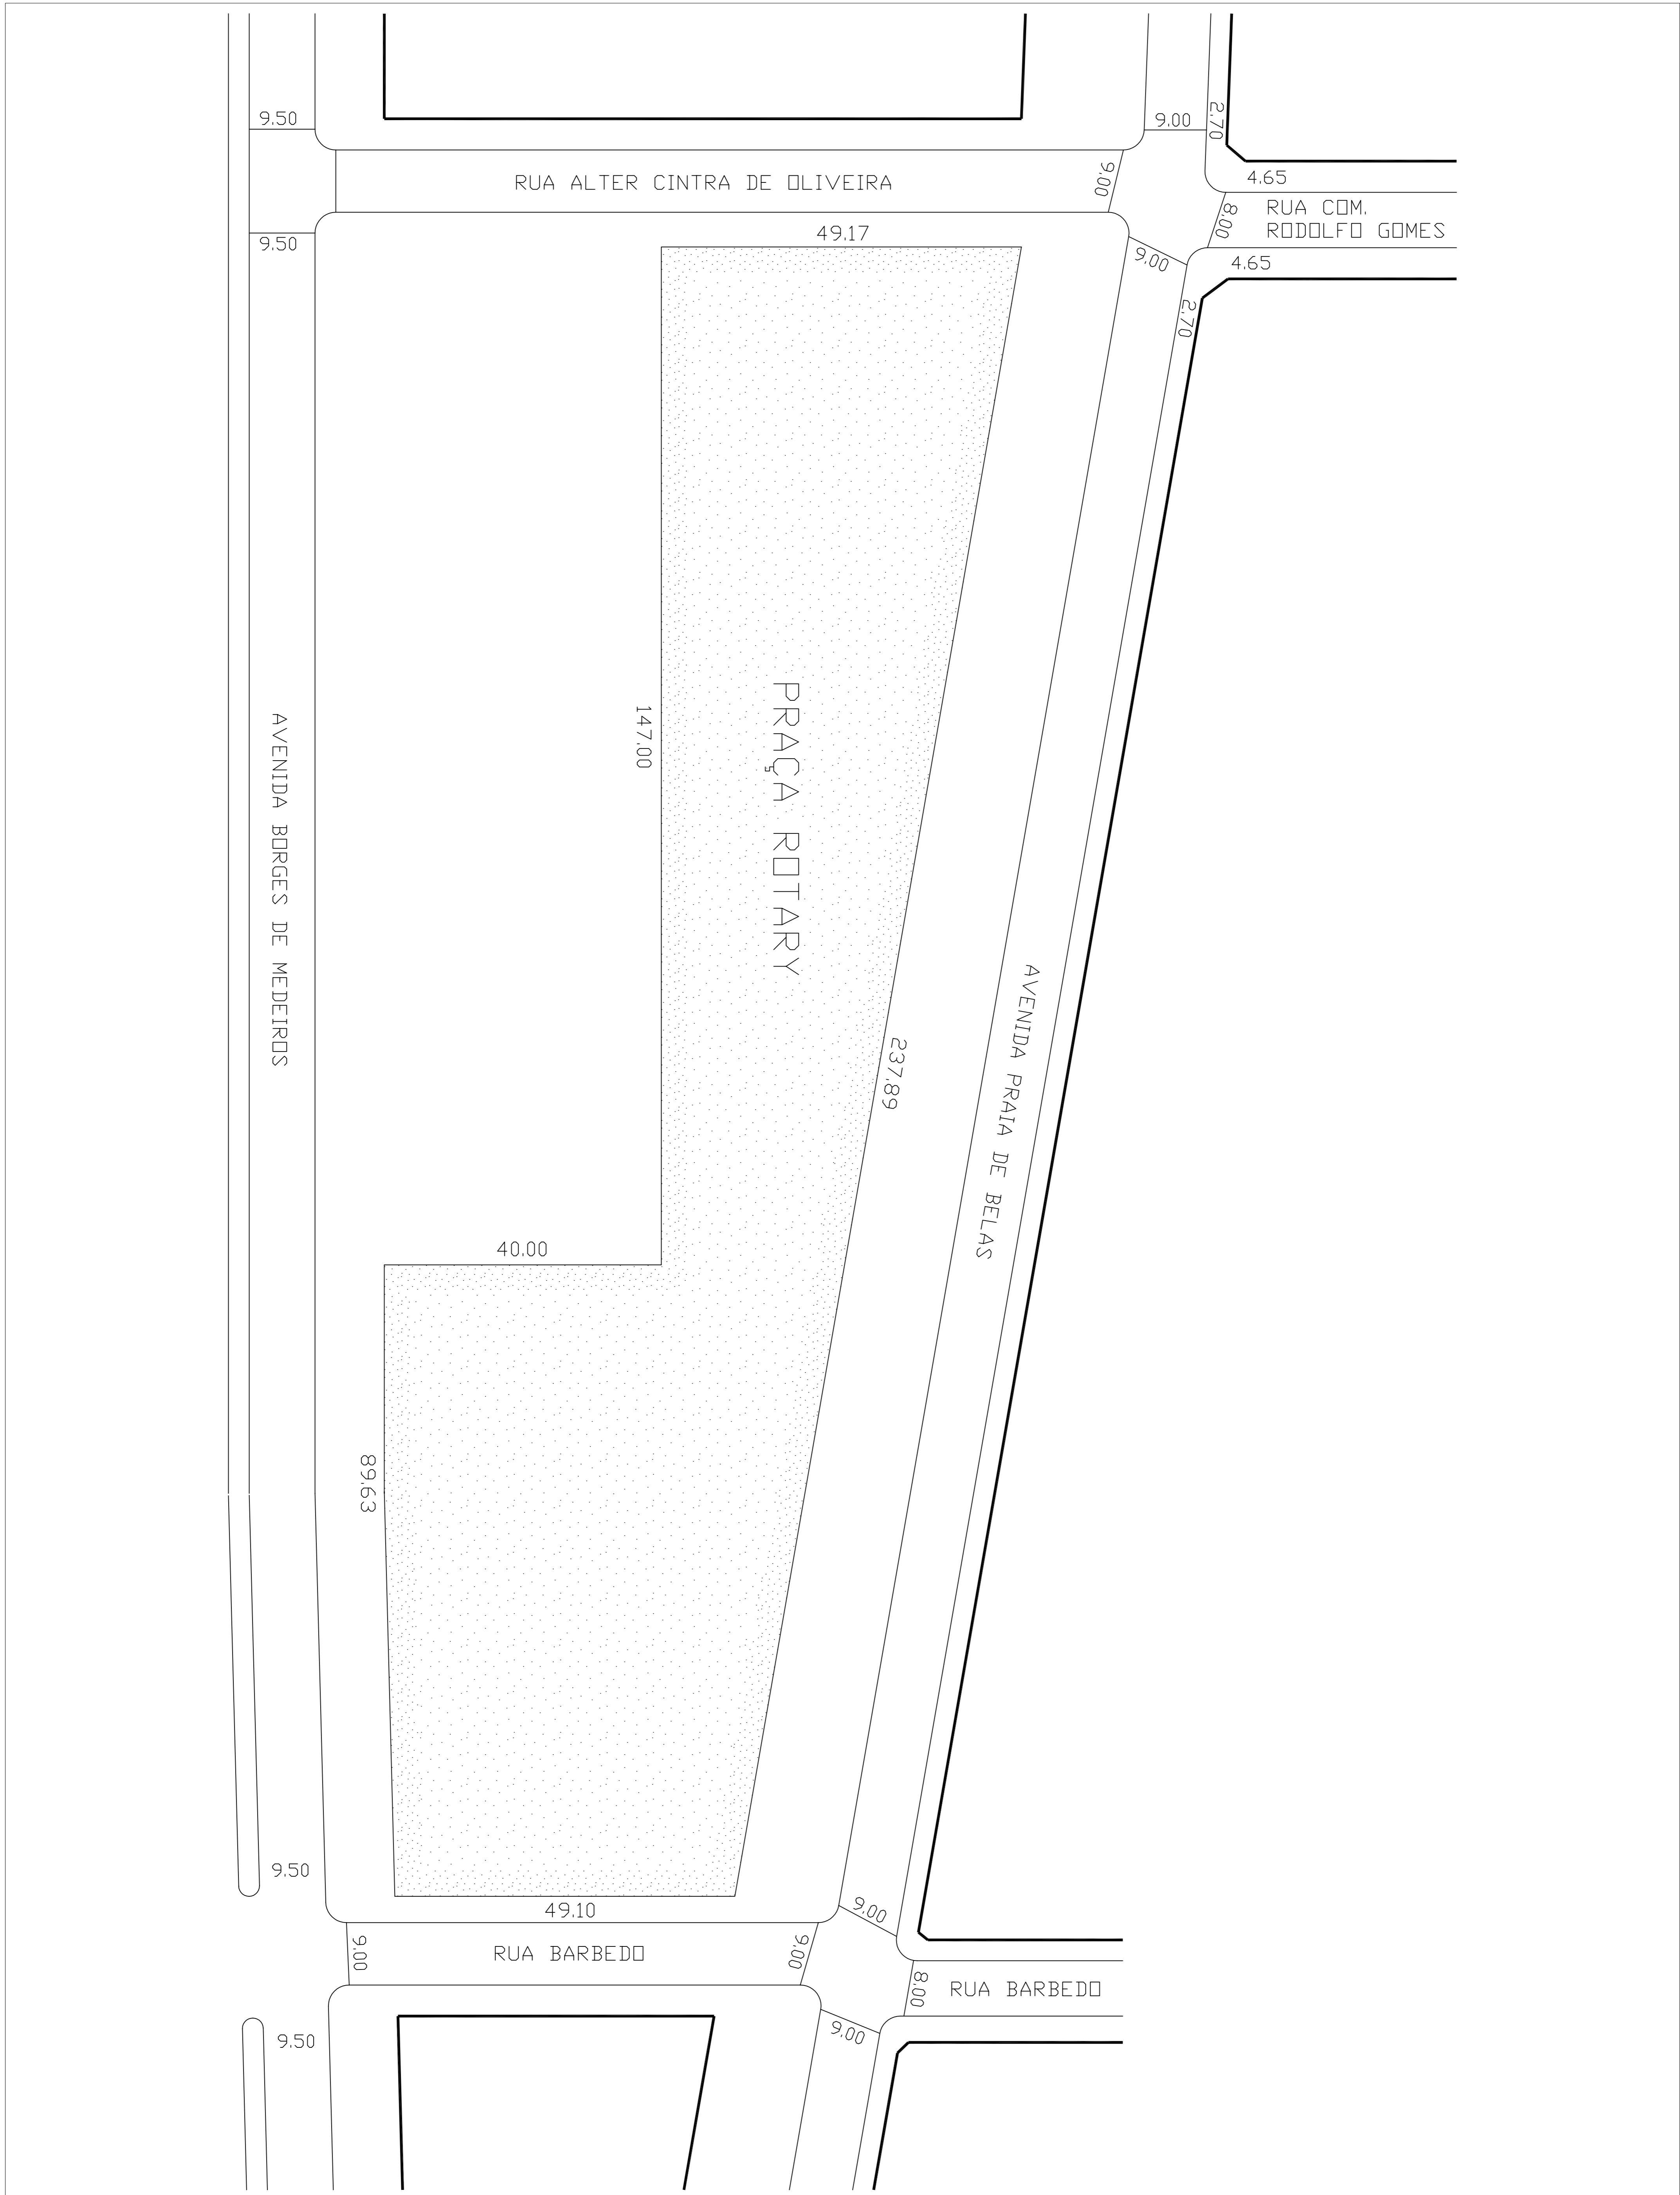 9.50
9.00
2.70
RUA ALTER CINTRA DE OLIVEIRA
9.00
4.65
8.00
RUA COM.
RODOLFO GOMES
9.50
49.17
9.00
4.65
2.70
147.00
PRAÇA ROTARY
AVENIDA BORGES DE MEDEIROS
237.89
AVENIDA PRAIA DE BELAS
40.00
89.63
9.50
49.10
9.00
9.00
RUA BARBEDO
9.00
8.00
RUA BARBEDO
9.50
9.00